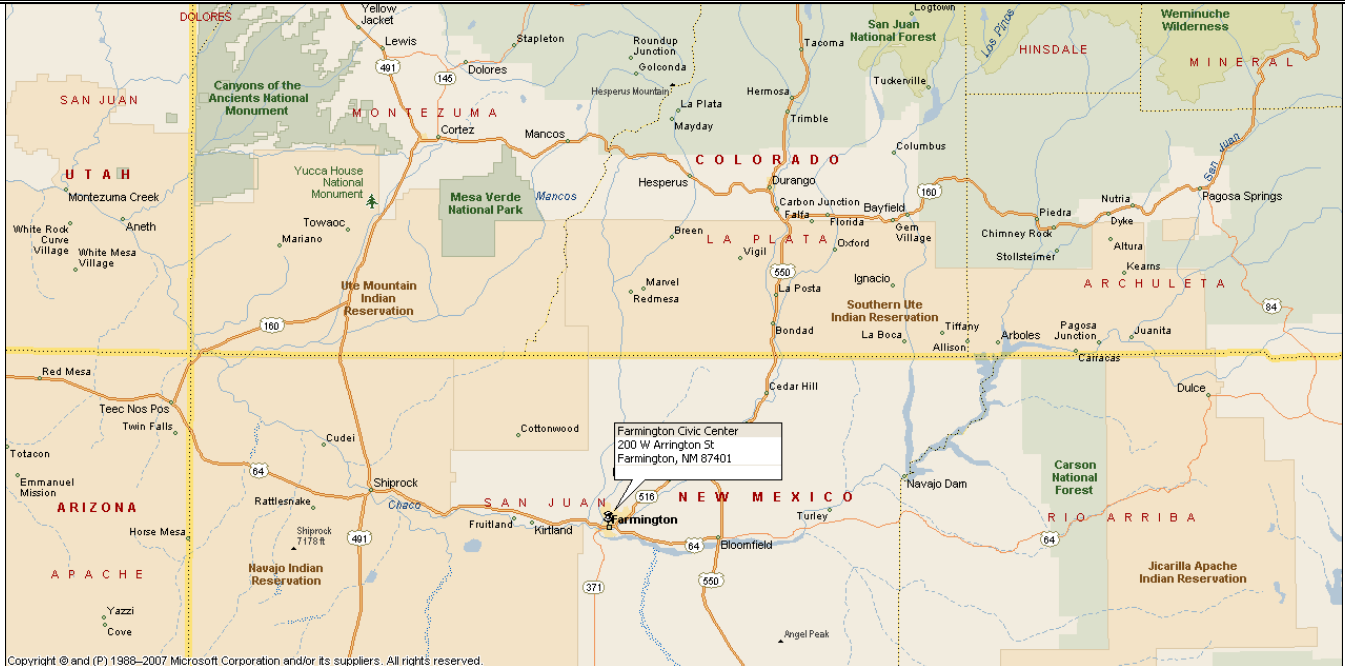 DOLORES
Yellow
Jacket
Logtown
Lewis
Stapleton
Roundup
Junction
Tacoma
San Juan
National Forest
Los Pinos
Weminuche
Wilderness
HINSDALE
MINERAL
491
145
Dolores
Golconda
Canyons of the
Ancients National
Monument
Hesperus Mountain
Hermosa
Tuckerville
SAN JUAN
La Plata
MONTEZUMA
Mayday
Trimble
Cortez
Mancos
Columbus
San Juan
COLORADO
UTAH
Yucca House
National
Monument
Hesperus
Durango
160
Montezuma Creek
Mesa Verde
National Park
Mancos
Carbon Junction
Bayfield
Nutria
Pagosa Springs
White Rock
Curve
Village
Aneth
Towaoc
Falfa
Florida
Gem
Village
Piedra
Dyke
Mariano
Breen
LA PLATA
Chimney Rock
White Mesa
Village
Vigil
Oxford
Altura
Stollsteimer
550
Ignacio
Kearns
Ute Mountain
Indian
Reservation
Marvel
Redmesa
La Posta
ARCHULETA
Southern Ute
Indian Reservation
84
160
Bondad
La Boca
Tiffany
Arboles
Pagosa
Junction
Juanita
Allison
Carracas
Red Mesa
Cedar Hill
Dulce
Teec Nos Pos
Twin Falls
Cudei
Cottonwood
Farmington Civic Center
200 W Arrington St
Farmington, NM 87401
Totacon
64
Carson
National
Forest
Emmanuel
Mission
Shiprock
Navajo Dam
Rattlesnake
Chaco
SAN JUAN
516
NEW MEXICO
ARIZONA
Turley
RIO ARRIBA
Fruitland
Kirtland
Farmington
Horse Mesa
Shiprock
7178 ft
491
64
Bloomfield
64
APACHE
Navajo Indian
Reservation
371
550
Jicarilla Apache
Indian Reservation
Yazzi
Cove
Angel Peak
Copyright © and (P) 1988–2007 Microsoft Corporation and/or its suppliers. All rights reserved.